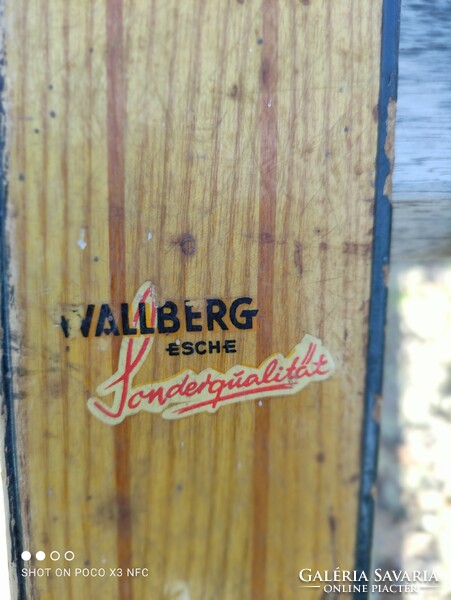 WALLBERG
ESCHE
Sonderqualität
SHOT ON POCO X3 NFC
GALÉRIA SAVARIA
ONLINE PIACTÉR